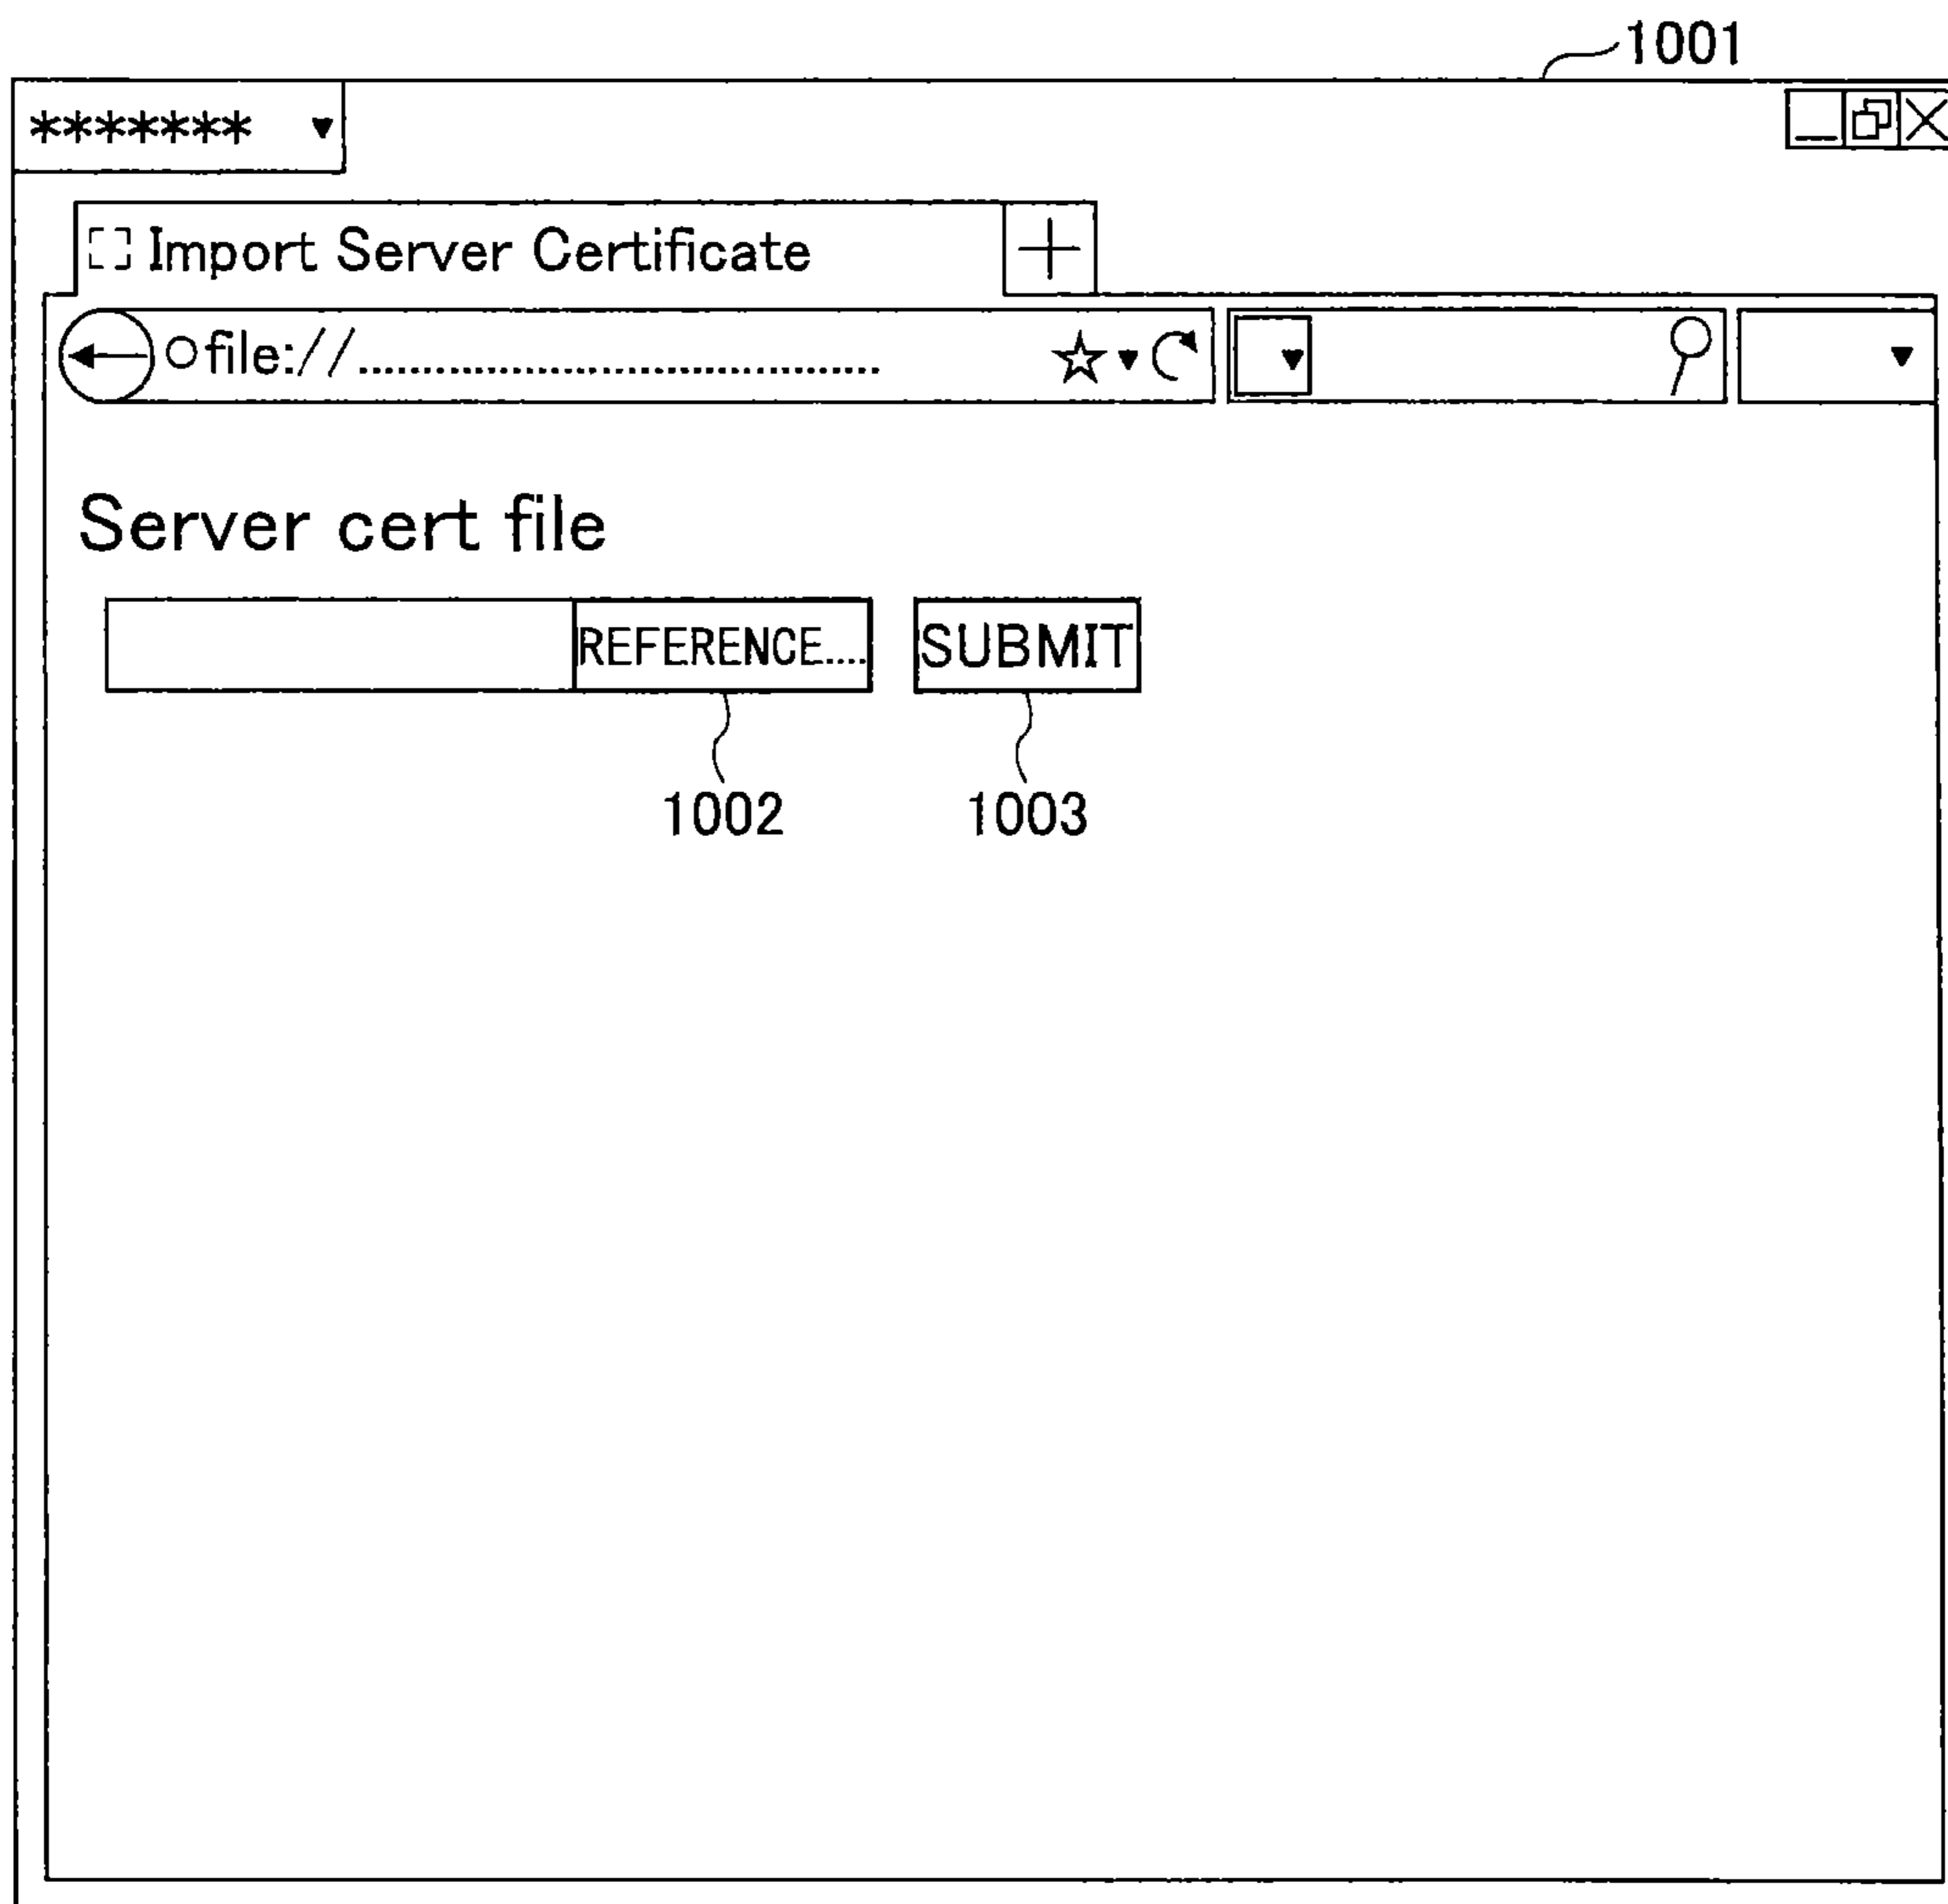 1001
*******
Import Server Certificate
file://
Server cert file
REFERENCE.... SUBMIT
1002 1003